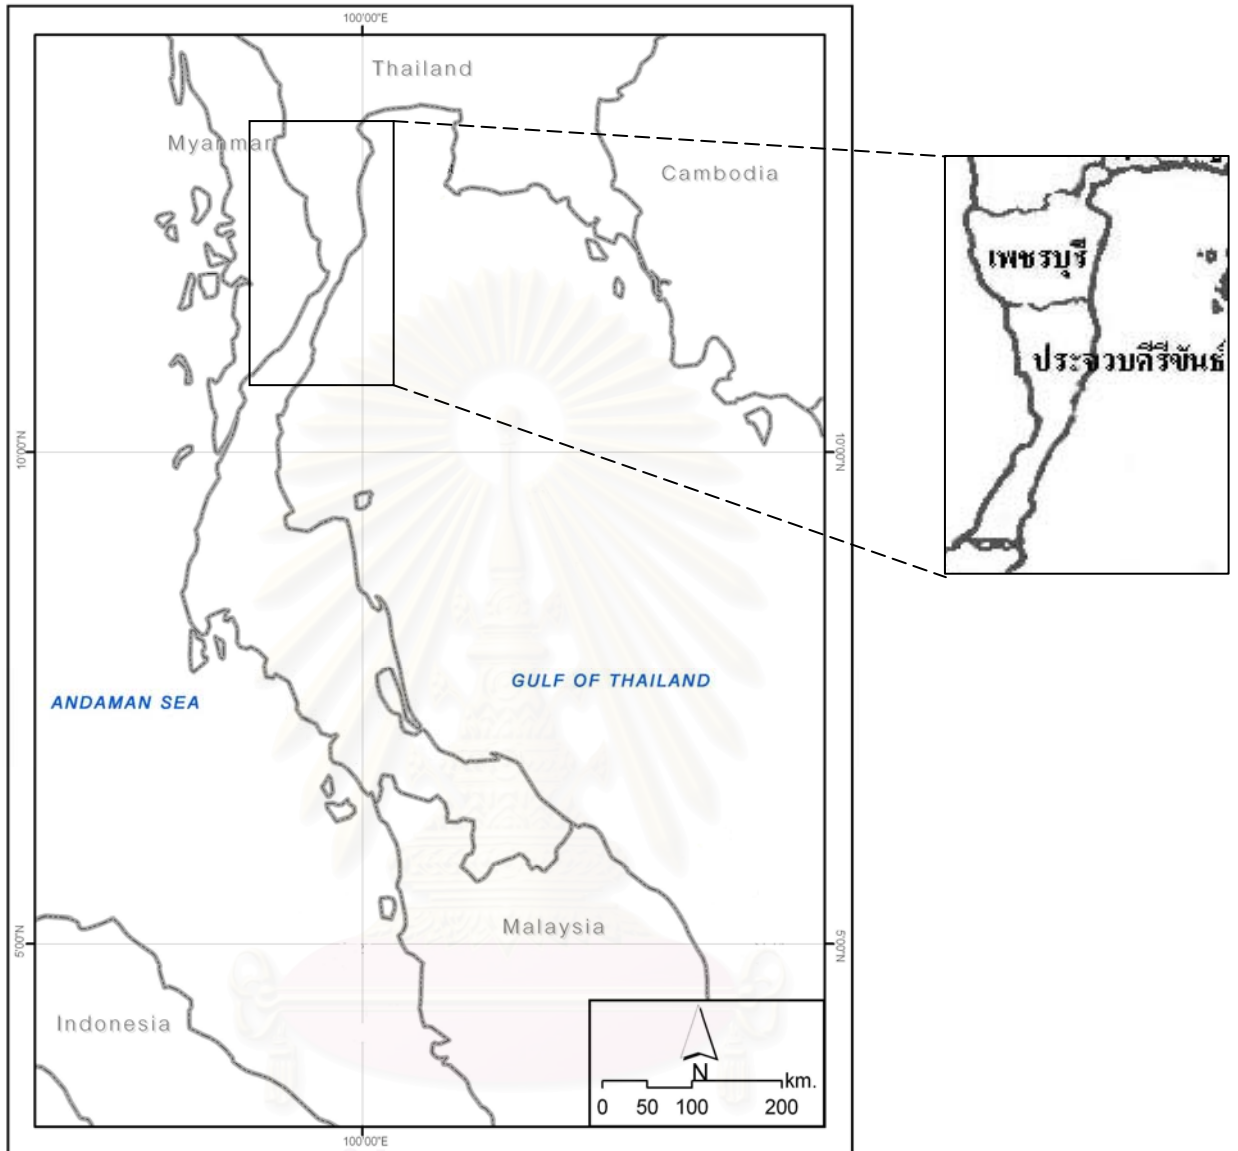 100°00"E
Thailand
Myanmar
Cambodia
เพชรบุรี
ประจวบคีรีขันธ์
10°00"N
10°00"N
GULF OF THAILAND
ANDAMAN SEA
Malaysia
5°00"N
5°00"N
Indonesia
N
km.
0 50 100 200
100°00"E